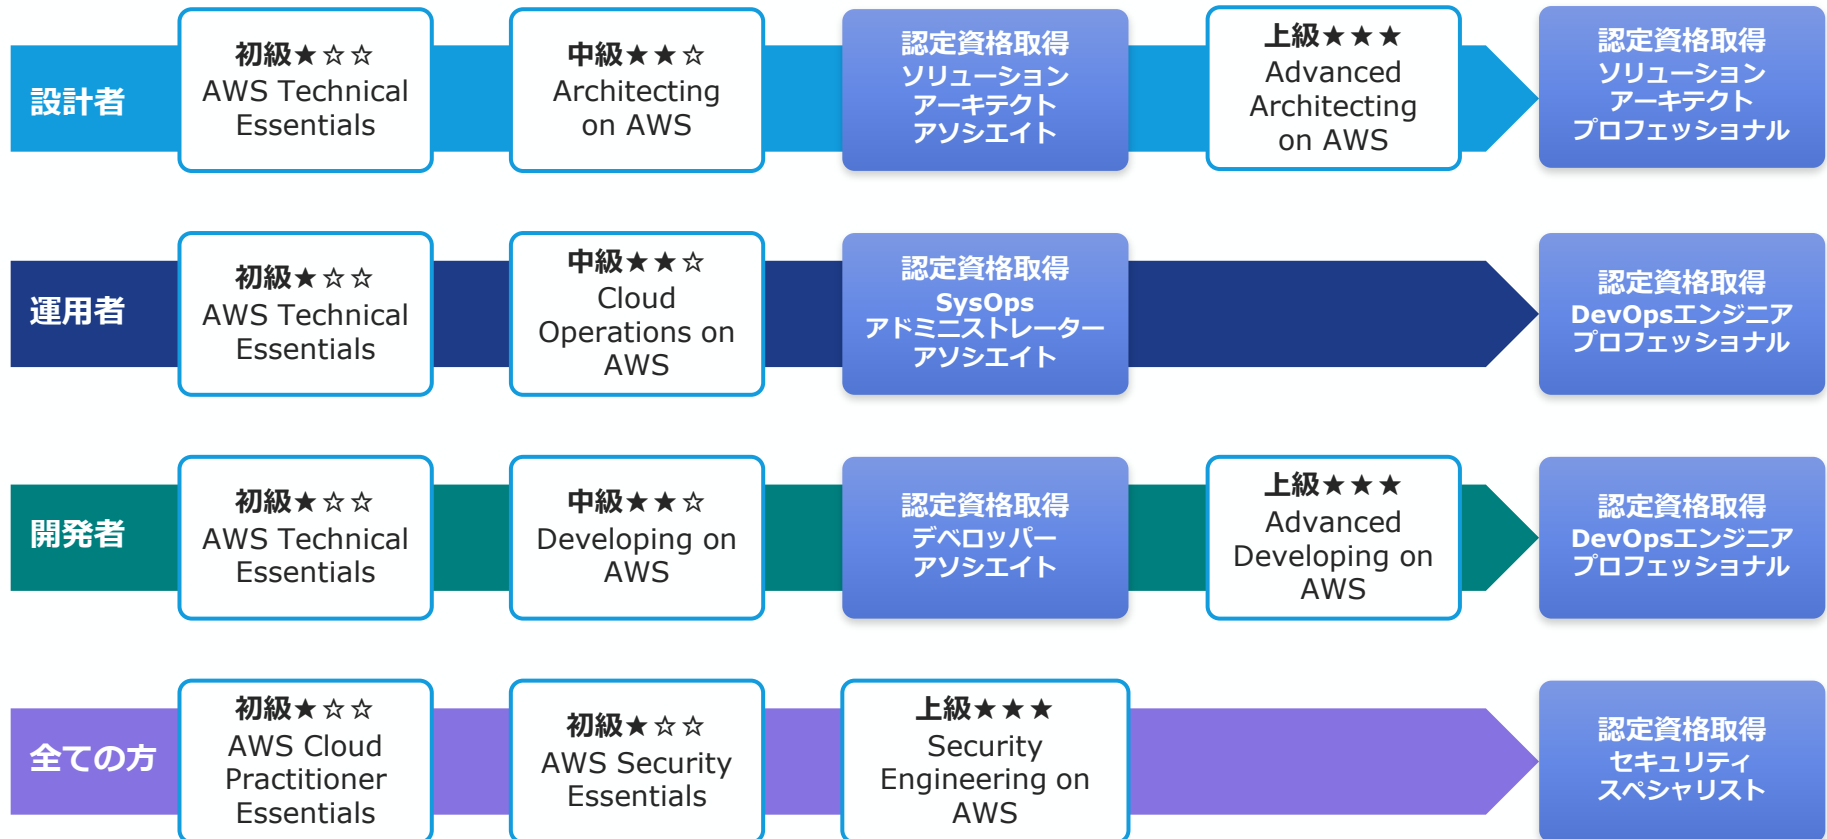 設計者
初級★☆☆
AWS Technical
Essentials
中級★★☆
Architecting
on AWS
認定資格取得
ソリューション
アーキテクト
アソシエイト
上級★★★
Advanced
Architecting
on AWS
認定資格取得
ソリューション
アーキテクト
プロフェッショナル
運用者
初級★☆☆
AWS Technical
Essentials
中級★★☆
Cloud
Operations on
AWS
認定資格取得
SysOps
アドミニストレーター
アソシエイト
認定資格取得
DevOpsエンジニア
プロフェッショナル
開発者
初級★☆☆
AWS Technical
Essentials
中級★★☆
Developing on
AWS
認定資格取得
デベロッパー
アソシエイト
上級★★★
Advanced
Developing on
AWS
認定資格取得
DevOpsエンジニア
プロフェッショナル
全ての方
初級★☆☆
AWS Cloud
Practitioner
Essentials
初級★☆☆
AWS Security
Essentials
上級★★★
Security
Engineering on
AWS
認定資格取得
セキュリティ
スペシャリスト